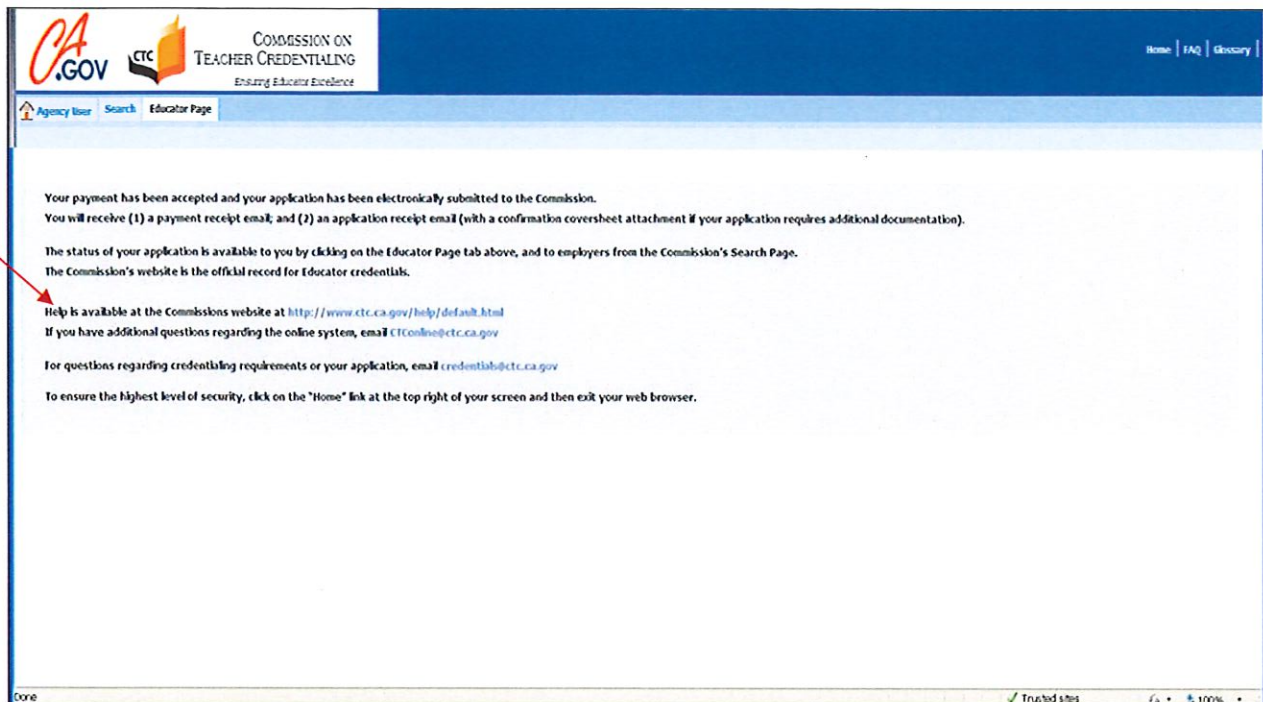 CA
.GOV
CTC
COMMISSION ON
TEACHER CREDENTIALING
Ensuring Educator Excellence
Home | FAQ | Glossary |
Agency User Search Educator Page
Your payment has been accepted and your application has been electronically submitted to the Commission.
You will receive (1) a payment receipt email; and (2) an application receipt email (with a confirmation coversheet attachment if your application requires additional documentation).
The status of your application is available to you by clicking on the Educator Page tab above, and to employers from the Commission's Search Page.
The Commission's website is the official record for Educator credentials.
Help is available at the Commissions website at http://www.ctc.ca.gov/help/default.html
If you have additional questions regarding the online system, email CTConline@ctc.ca.gov
For questions regarding credentialing requirements or your application, email credentials@ctc.ca.gov
To ensure the highest level of security, click on the "Home" link at the top right of your screen and then exit your web browser.
Done
Trusted sites
100%